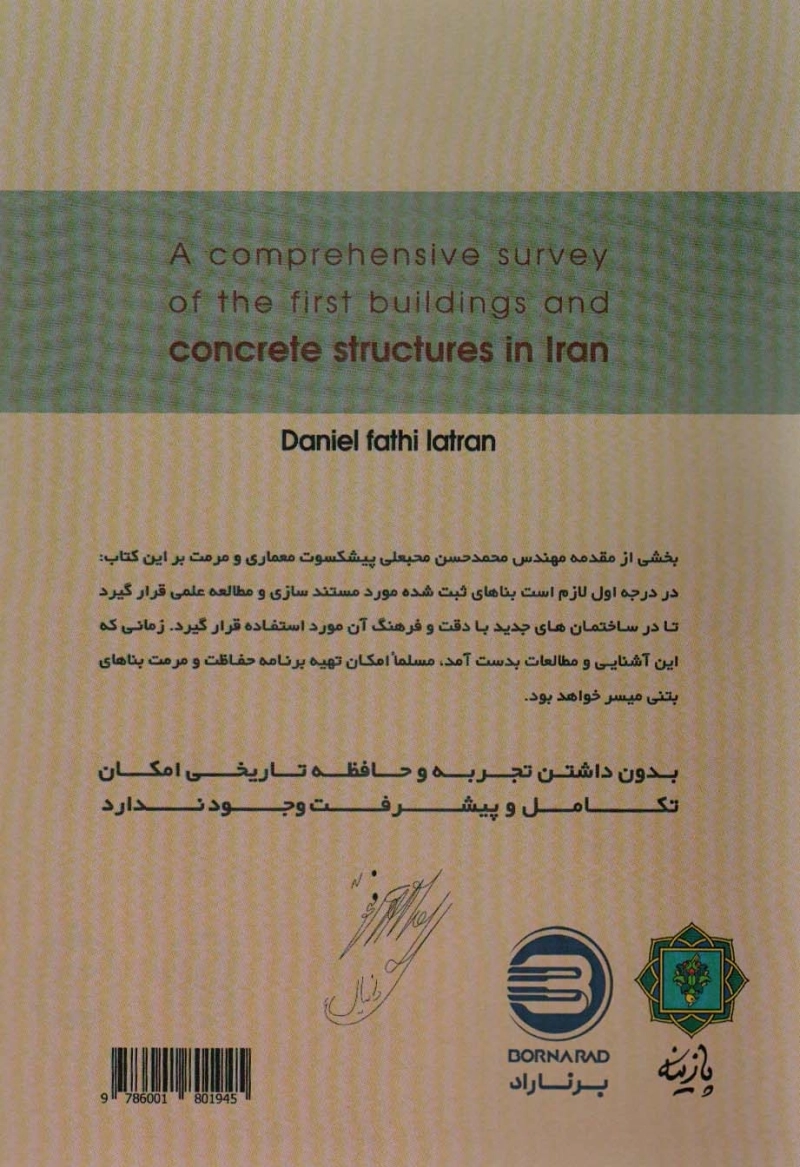 A comprehensive survey
of the first buildings and
concrete structures in Iran
Daniel fathi latran
بخشی از مقدمه مهندس محمدحسن محبعلی پیشکسوت معماری و مرمت بر این کتاب:
در درجه اول لازم است بناهای ثبت شده مورد مستند سازی و مطالعه علمی قرار گیرد
تا در ساختمان های جدید با دقت و فرهنگ آن مورد استفاده قرار گیرد. زمانی که
این آشنایی و مطالعات بدست آمد، مسلماً امکان تهیه برنامه حفاظت و مرمت بناهای
بتنی میسر خواهد بود.
بدون داشتن تجربه و حافظه تاریخی امکان
تکامل و پیشرفت وجود ندارد
دانیال
BORNARAD
برناراد
پازینه
9 786001 801945